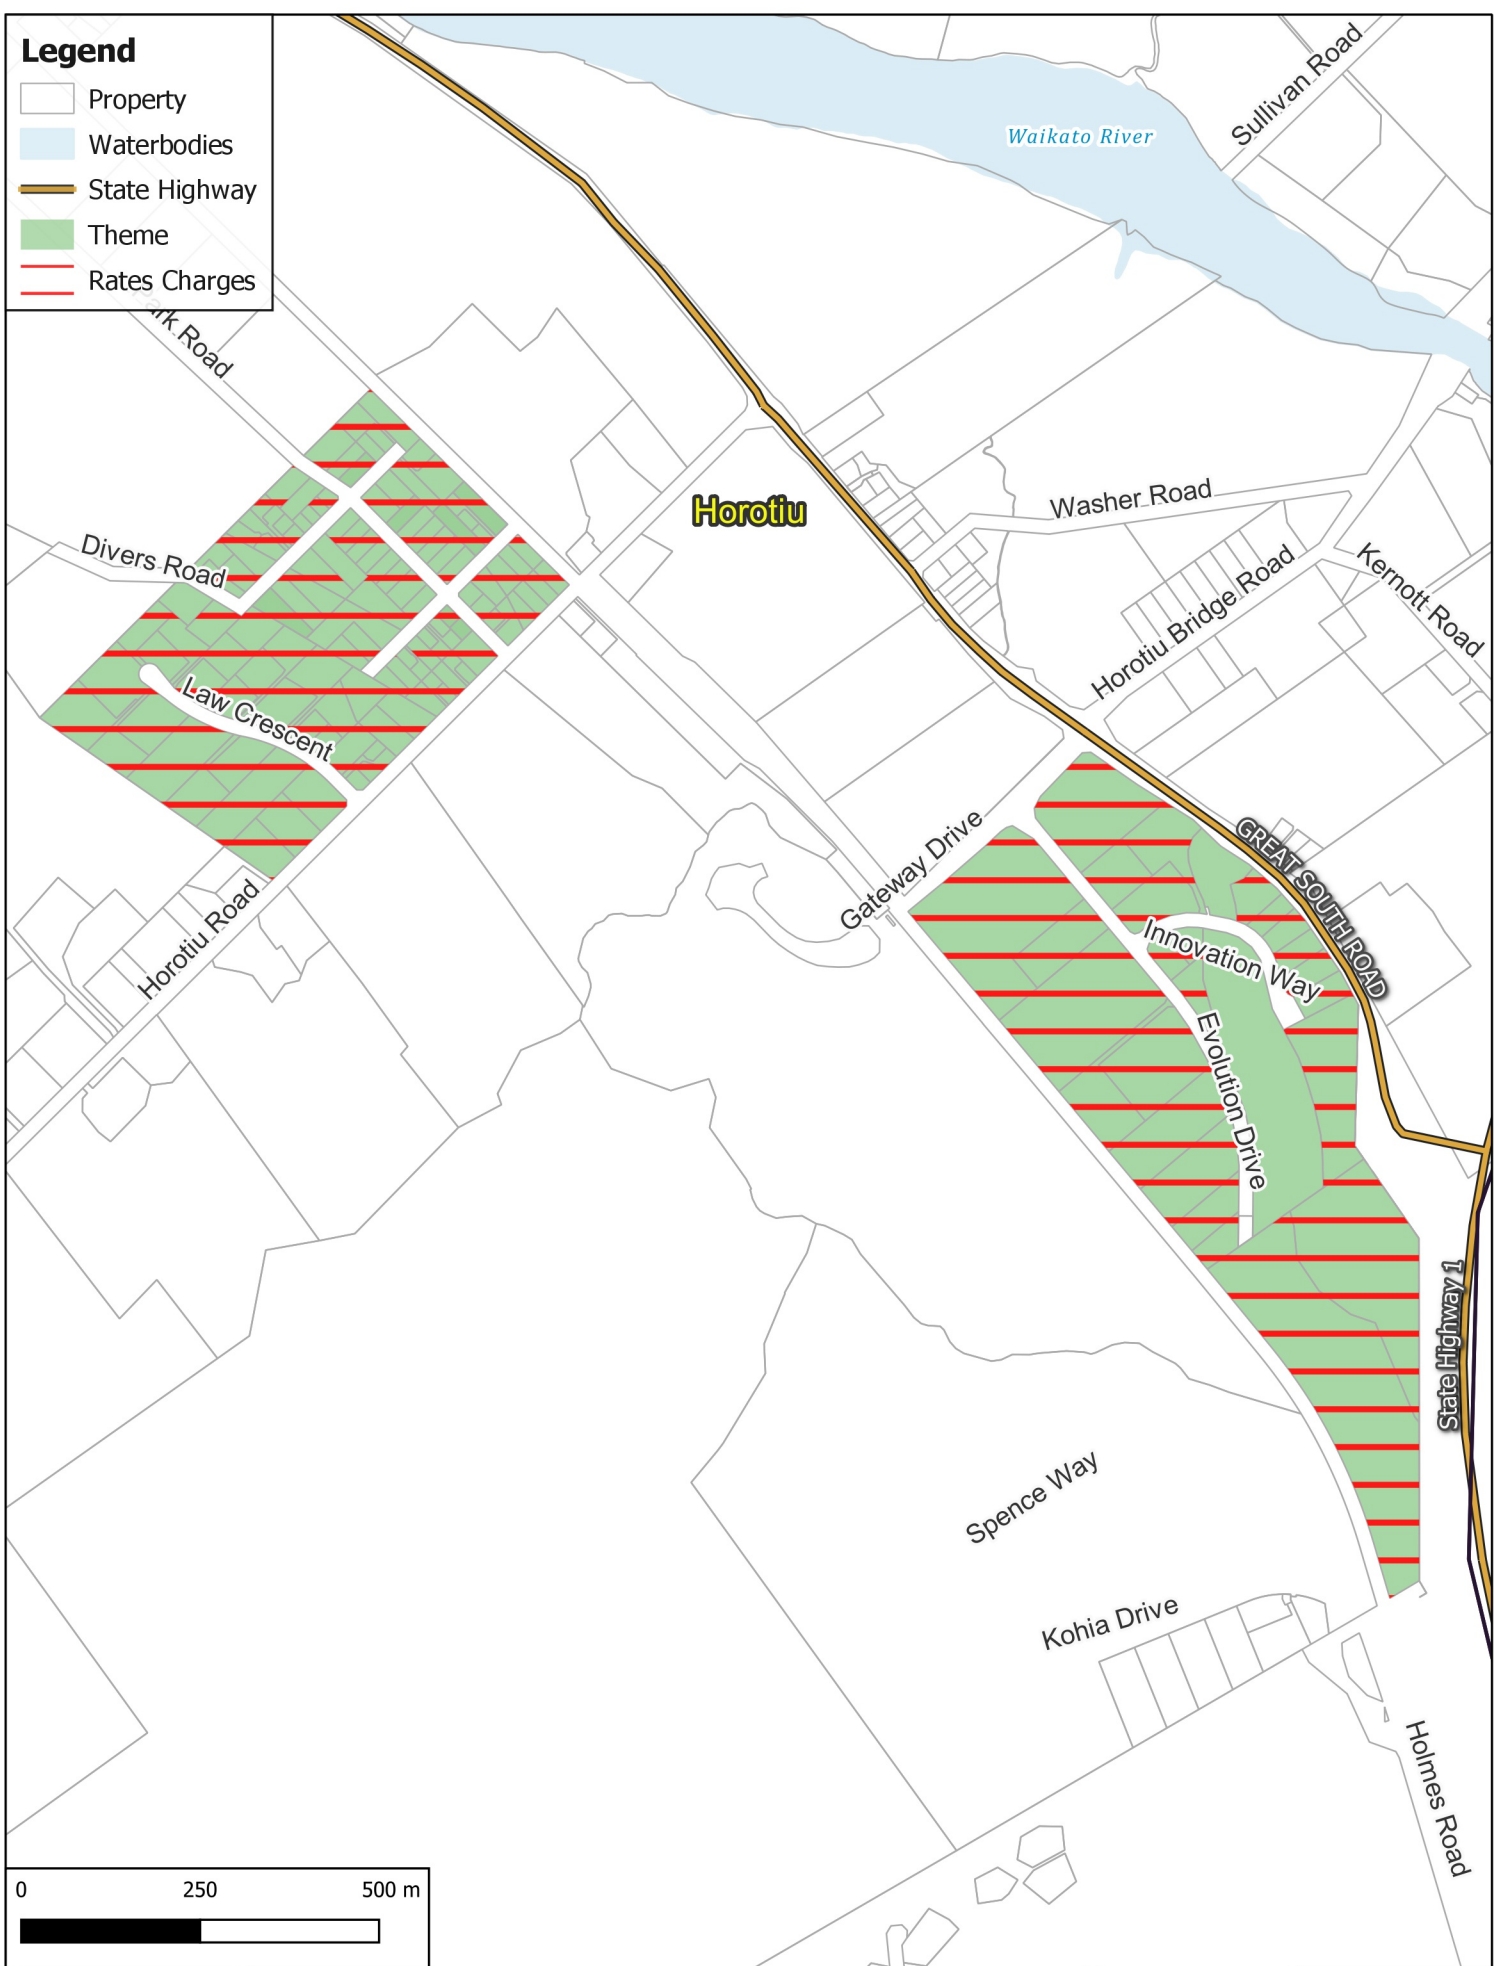 Legend
Property
Waterbodies
State Highway
Theme
Rates Charges
Waikato River
Sullivan Road
Park Road
Horotiu
Washer Road
Divers Road
Horotiu Bridge Road
Kernott Road
Law Crescent
Gateway Drive
GREAT SOUTH ROAD
Horotiu Road
Innovation Way
Evolution Drive
State Highway 1
Spence Way
Kohia Drive
Holmes Road
0 250 500 m